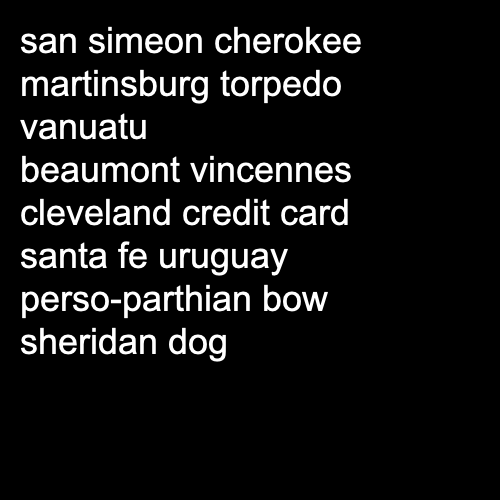 san simeon cherokee
martinsburg torpedo
vanuatu
beaumont vincennes
cleveland credit card
santa fe uruguay
perso-parthian bow
sheridan dog